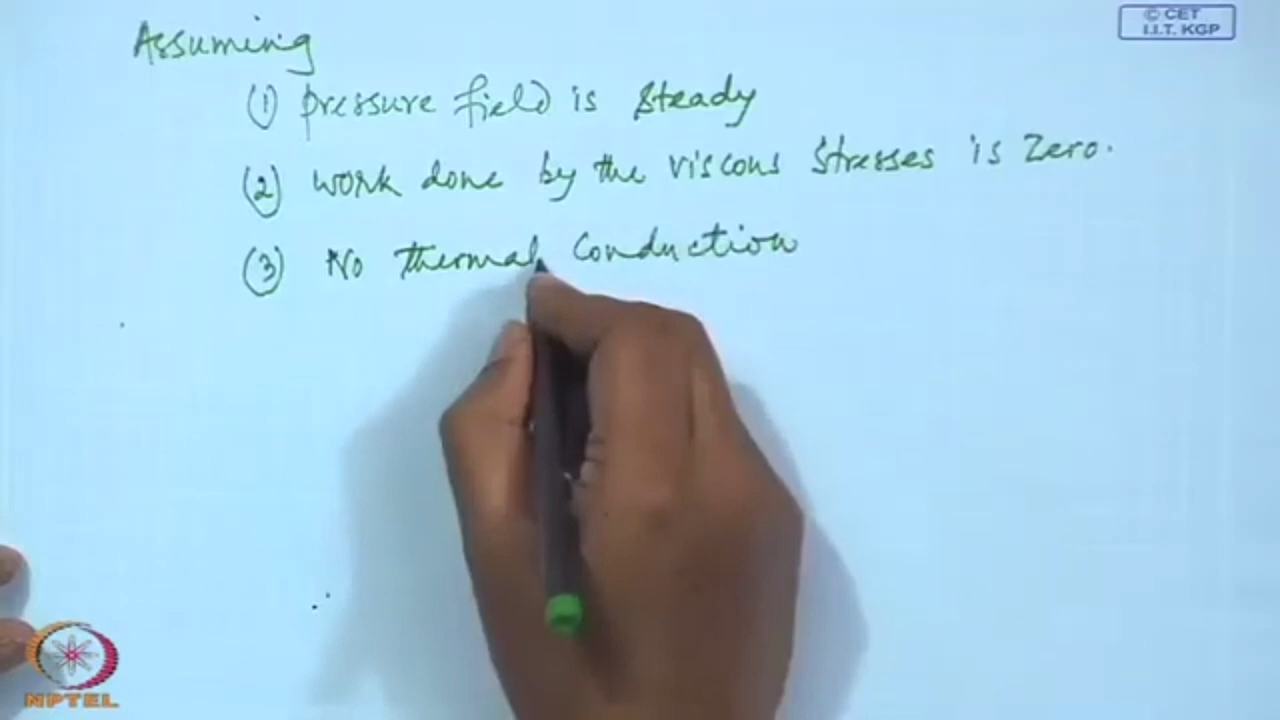 © CET
I.I.T. KGP
Assuming
(1) pressure field is steady
(2) work done by the viscous stresses is zero.
(3) No thermal conduction
NPTEL